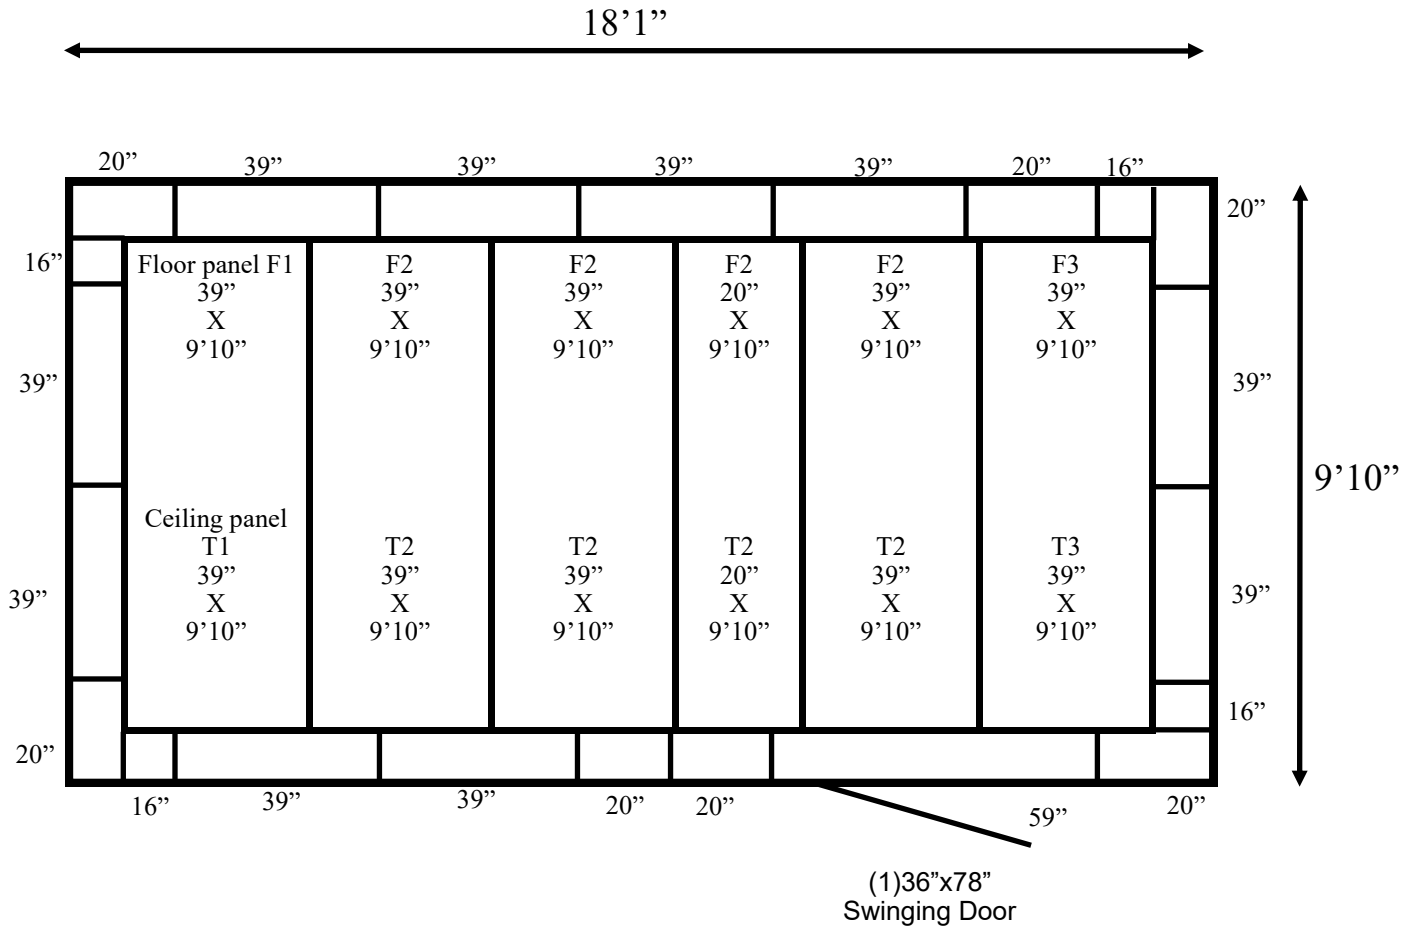 18’1”
20”
39”
39”
39”
39”
20”
16”
20”
16”
39”
39”
20”
Floor panel F1
39”
X
9’10”
F2
39”
X
9’10”
F2
39”
X
9’10”
F2
20”
X
9’10”
F2
39”
X
9’10”
F3
39”
X
9’10”
Ceiling panel
T1
39”
X
9’10”
T2
39”
X
9’10”
T2
39”
X
9’10”
T2
20”
X
9’10”
T2
39”
X
9’10”
T3
39”
X
9’10”
39”
39”
16”
9’10”
16”
39”
39”
20”
20”
59”
20”
(1)36”x78”
Swinging Door